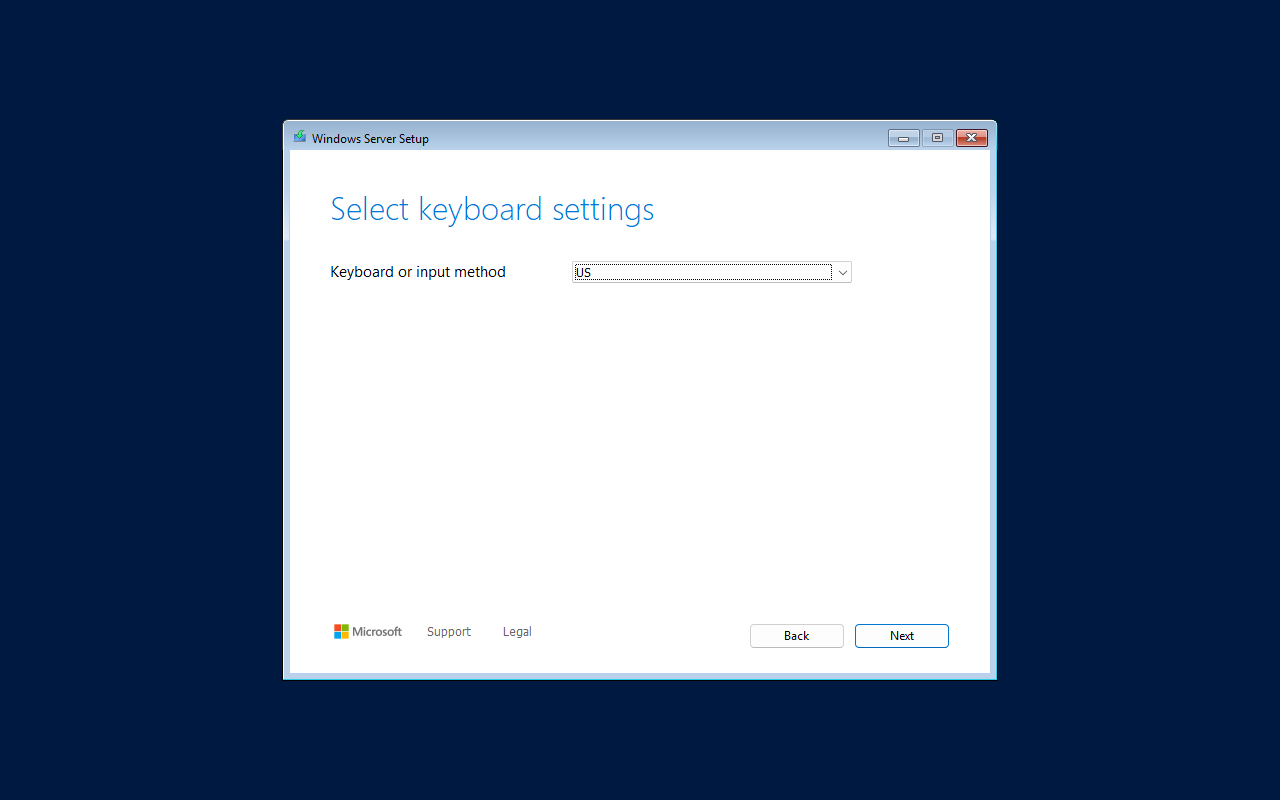 Windows Server Setup
Select keyboard settings
Keyboard or input method US
Microsoft Support Legal Back Next